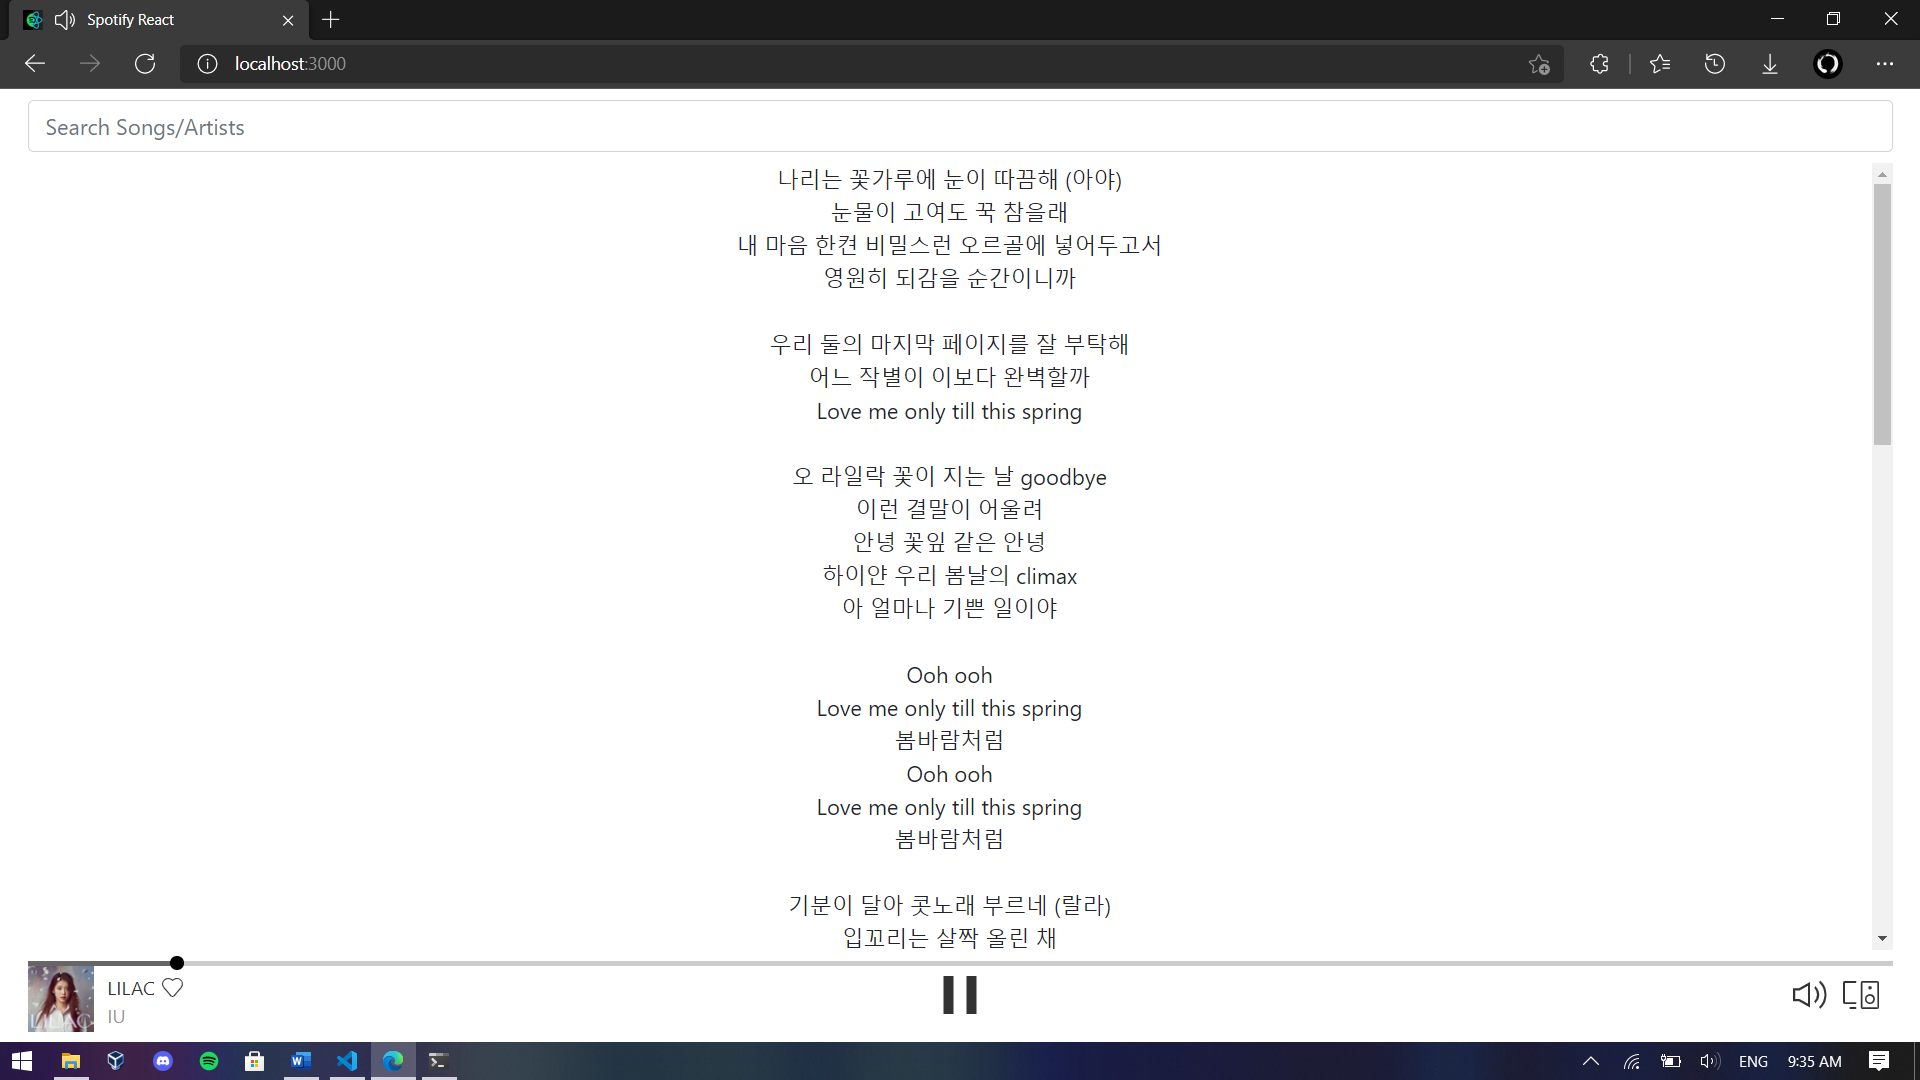 Spotify React
localhost:3000
Search Songs/Artists
나리는 꽃가루에 눈이 따끔해 (아야)
눈물이 고여도 꾹 참을래
내 마음 한켠 비밀스런 오르골에 넣어두고서
영원히 되감을 순간이니까
우리 둘의 마지막 페이지를 잘 부탁해
어느 작별이 이보다 완벽할까
Love me only till this spring
오 라일락 꽃이 지는 날 goodbye
이런 결말이 어울려
안녕 꽃잎 같은 안녕
하이얀 우리 봄날의 climax
아 얼마나 기쁜 일이야
Ooh ooh
Love me only till this spring
봄바람처럼
Ooh ooh
Love me only till this spring
봄바람처럼
기분이 달아 콧노래 부르네 (랄라)
입꼬리는 살짝 올린 채
LILAC
LILAC
IU
ENG
9:35 AM